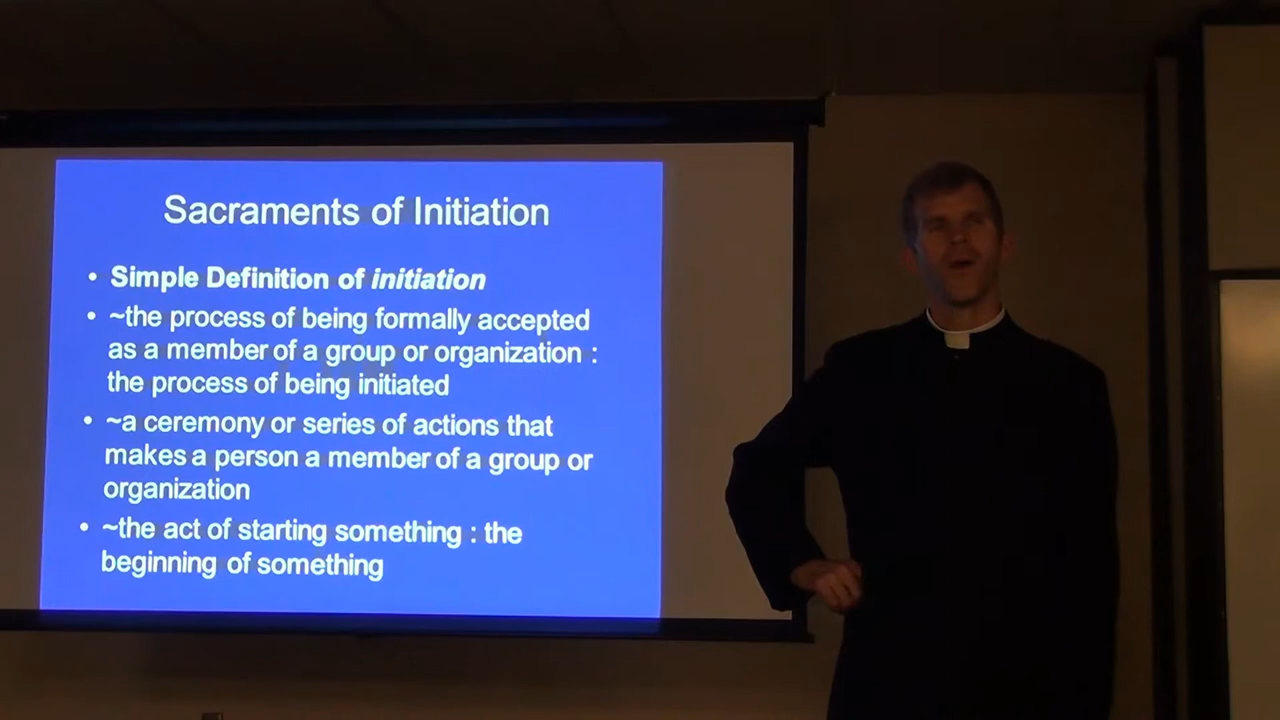 Sacraments of Initiation
• Simple Definition of initiation
• ~the process of being formally accepted
as a member of a group or organization :
the process of being initiated
• ~a ceremony or series of actions that
makes a person a member of a group or
organization
• ~the act of starting something : the
beginning of something